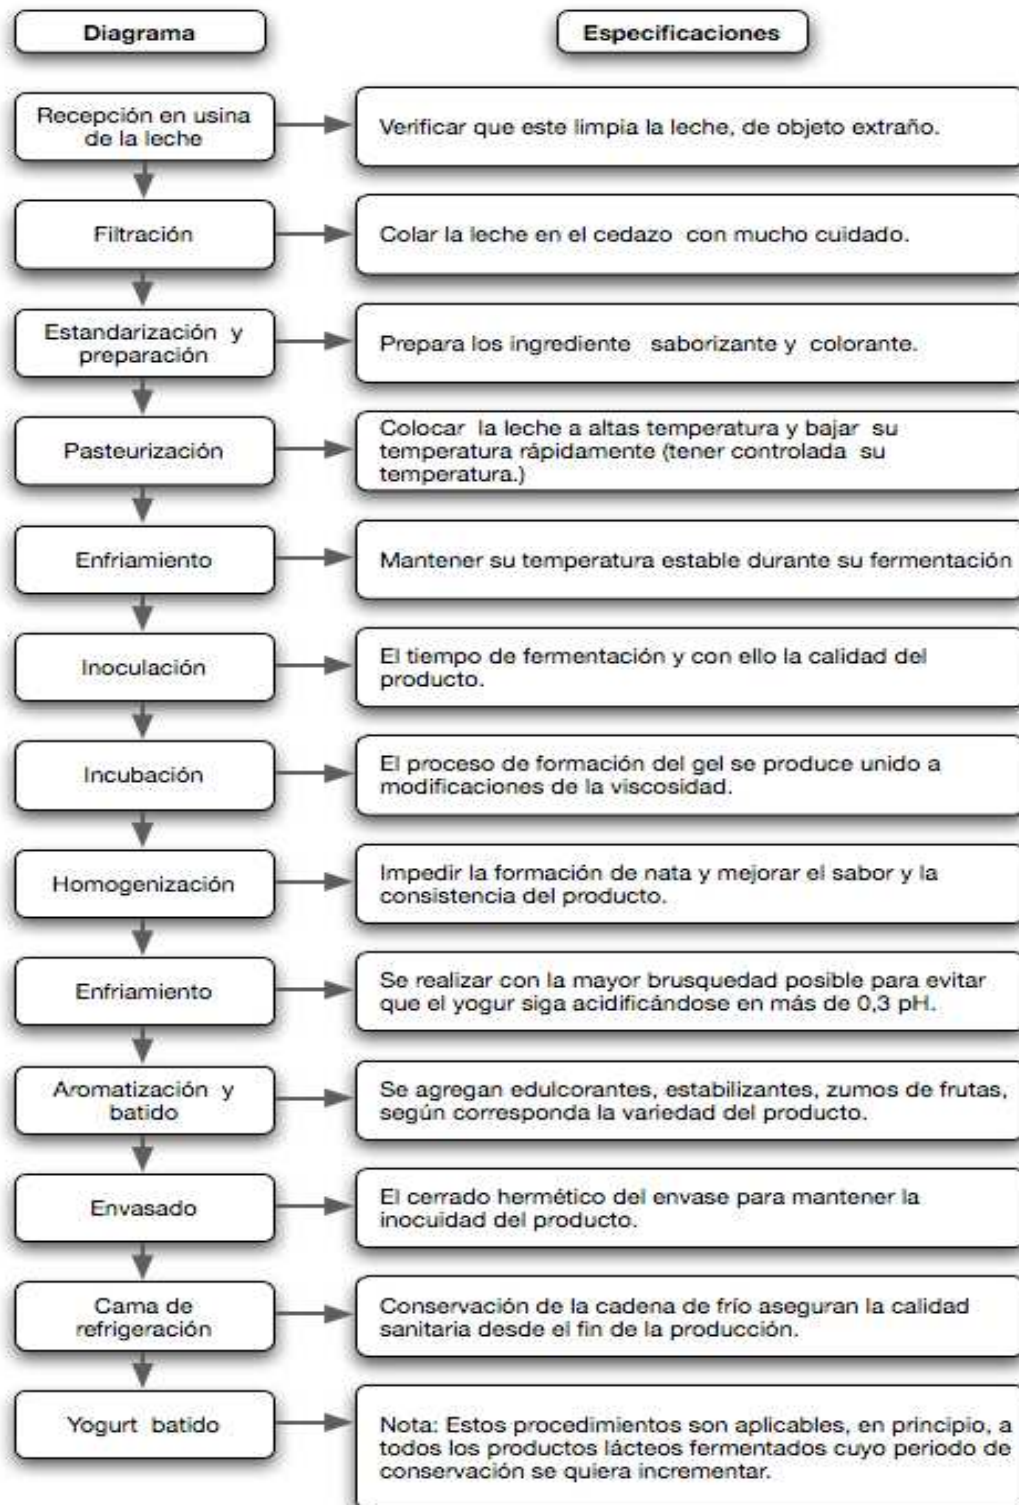 Diagrama
Especificaciones
Recepción en usina
de la leche
Verificar que este limpia la leche, de objeto extraño.
Filtración
Colar la leche en el cedazo con mucho cuidado.
Estandarización y
preparación
Prepara los ingrediente saborizante y colorante.
Pasteurización
Colocar la leche a altas temperatura y bajar su
temperatura rápidamente (tener controlada su
temperatura.)
Enfriamiento
Mantener su temperatura estable durante su fermentación
Inoculación
El tiempo de fermentación y con ello la calidad del
producto.
Incubación
El proceso de formación del gel se produce unido a
modificaciones de la viscosidad.
Homogenización
Impedir la formación de nata y mejorar el sabor y la
consistencia del producto.
Enfriamiento
Se realizar con la mayor brusquedad posible para evitar
que el yogur siga acidificándose en más de 0,3 pH.
Aromatización y
batido
Se agregan edulcorantes, estabilizantes, zumos de frutas,
según corresponda la variedad del producto.
Envasado
El cerrado hermético del envase para mantener la
inocuidad del producto.
Cama de
refrigeración
Conservación de la cadena de frío aseguran la calidad
sanitaria desde el fin de la producción.
Yogurt batido
Nota: Estos procedimientos son aplicables, en principio, a
todos los productos lácteos fermentados cuyo periodo de
conservación se quiera incrementar.